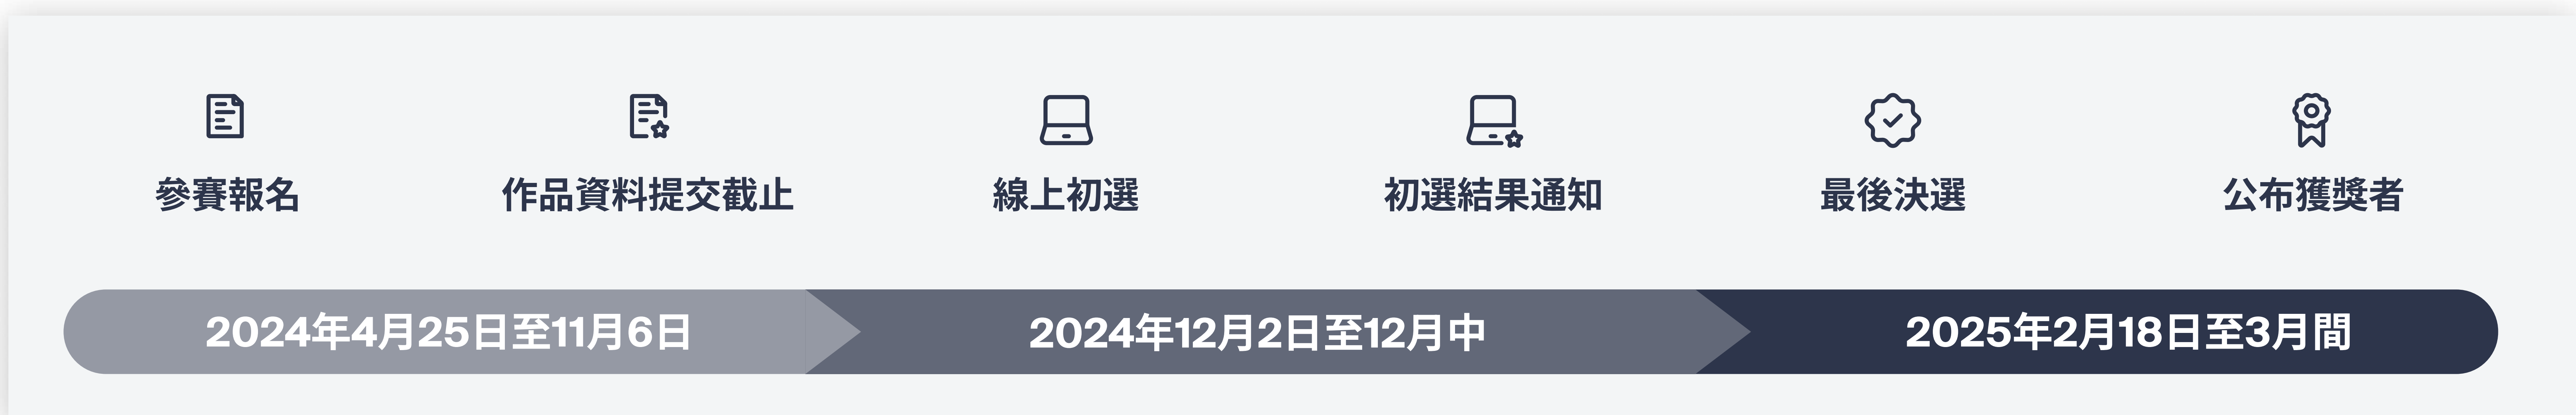 參賽報名
作品資料提交截止
線上初選
初選結果通知
最後決選
公布獲獎者
2024年4月25日至11月6日
2024年12月2日至12月中
2025年2月18日至3月間